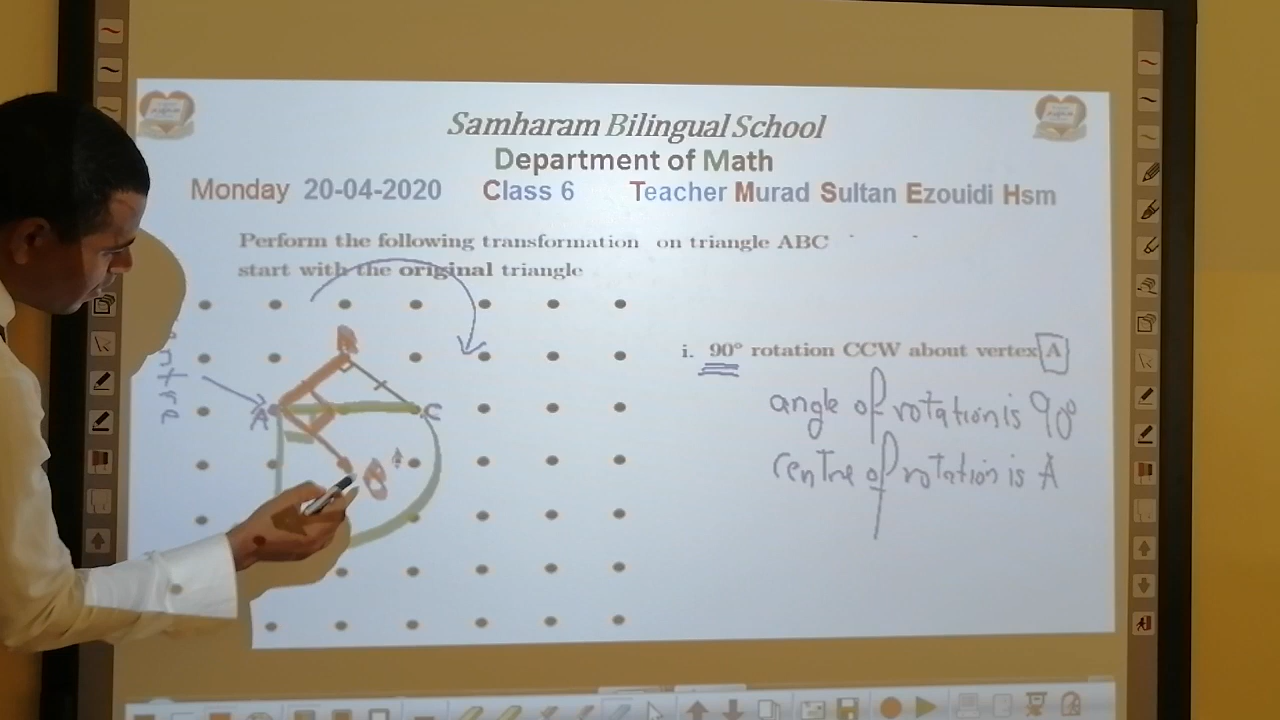 Samharam Bilingual School
Department of Math
Monday 20-04-2020 Class 6 Teacher Murad Sultan Ezouidi Hsm
Perform the following transformation on triangle ABC
start with the original triangle
i. 90° rotation CCW about vertex A
angle of rotation is 90°
centre of rotation is A
B
A
C
B'